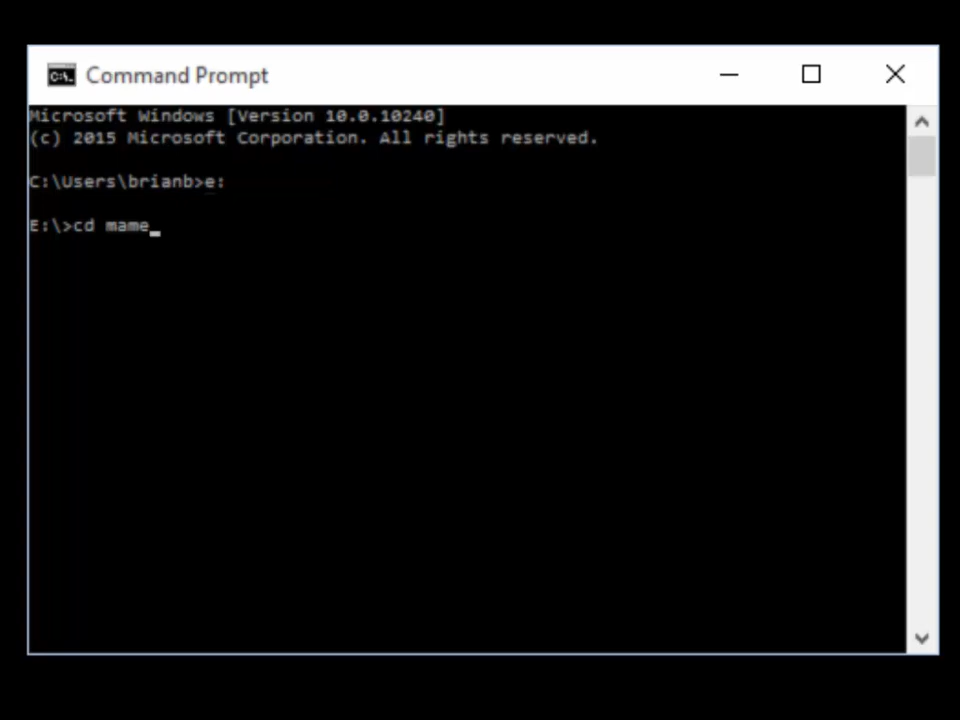 Command Prompt
Microsoft Windows [Version 10.0.10240]
(c) 2015 Microsoft Corporation. All rights reserved.
C:\Users\brianb>e:
E:\>cd mame